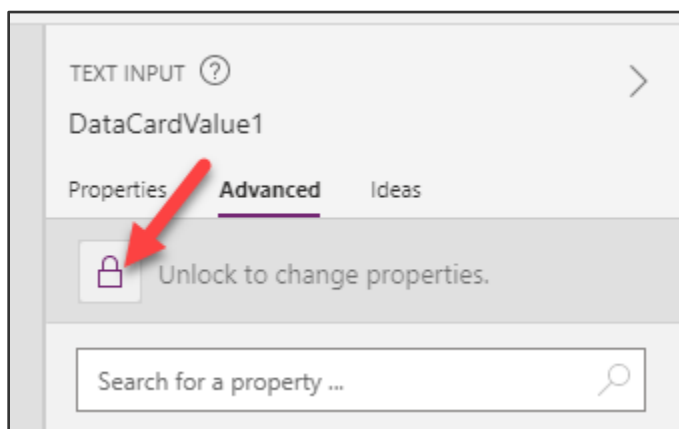 TEXT INPUT ?
DataCardValue1
Properties Advanced Ideas
Unlock to change properties.
Search for a property ...